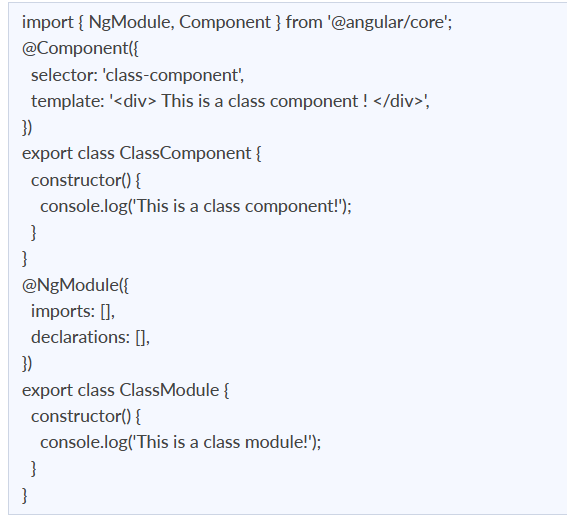 import { NgModule, Component } from '@angular/core';
@Component({
  selector: 'class-component',
  template: '<div> This is a class component ! </div>',
})
export class ClassComponent {
  constructor() {
    console.log('This is a class component!');
  }
}
@NgModule({
  imports: [],
  declarations: [],
})
export class ClassModule {
  constructor() {
    console.log('This is a class module!');
  }
}